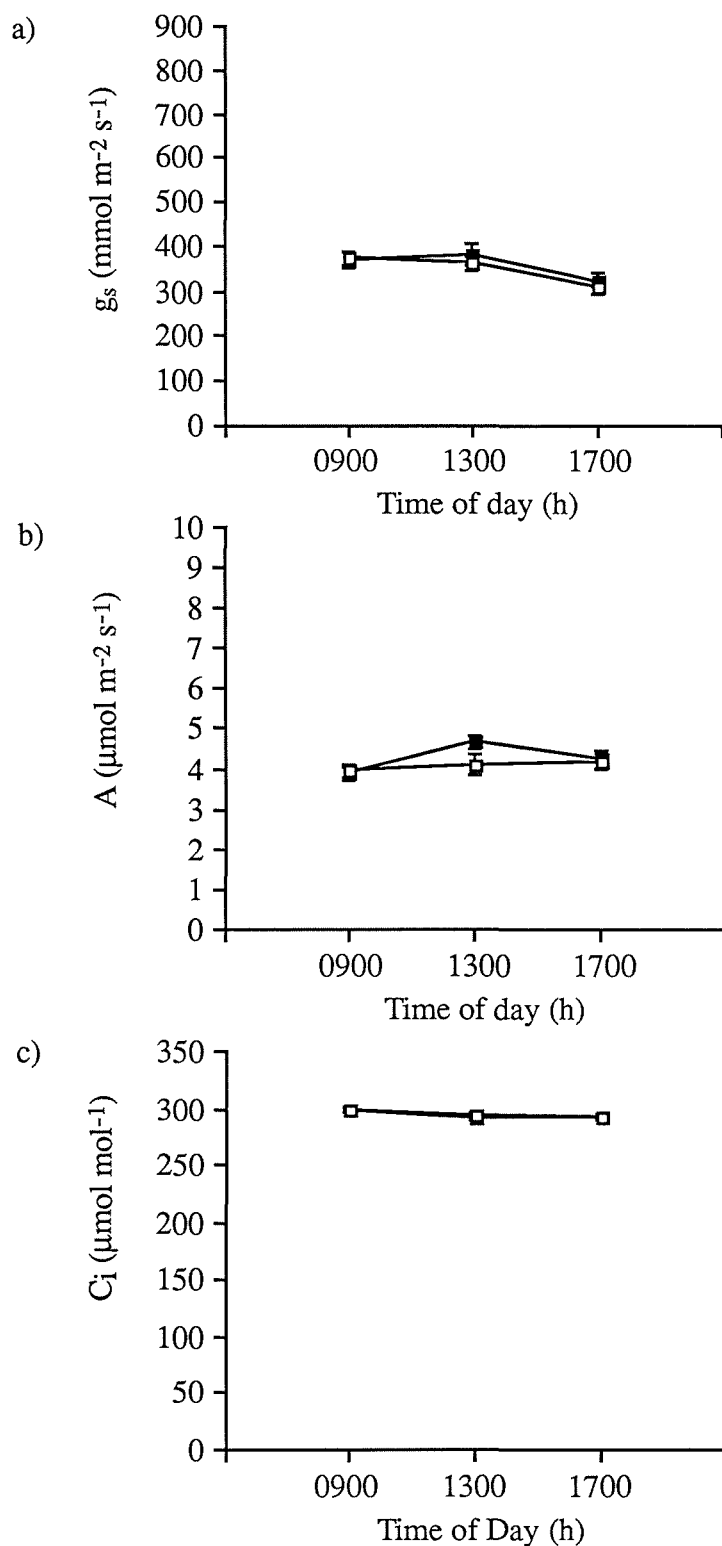 a)
900
800
700
600
500
400
300
200
100
0
gₛ (mmol m⁻² s⁻¹)
0900 1300 1700
Time of day (h)
b)
10
9
8
7
6
5
4
3
2
1
0
A (μmol m⁻² s⁻¹)
0900 1300 1700
Time of day (h)
c)
350
300
250
200
150
100
50
0
Cᵢ (μmol mol⁻¹)
0900 1300 1700
Time of Day (h)